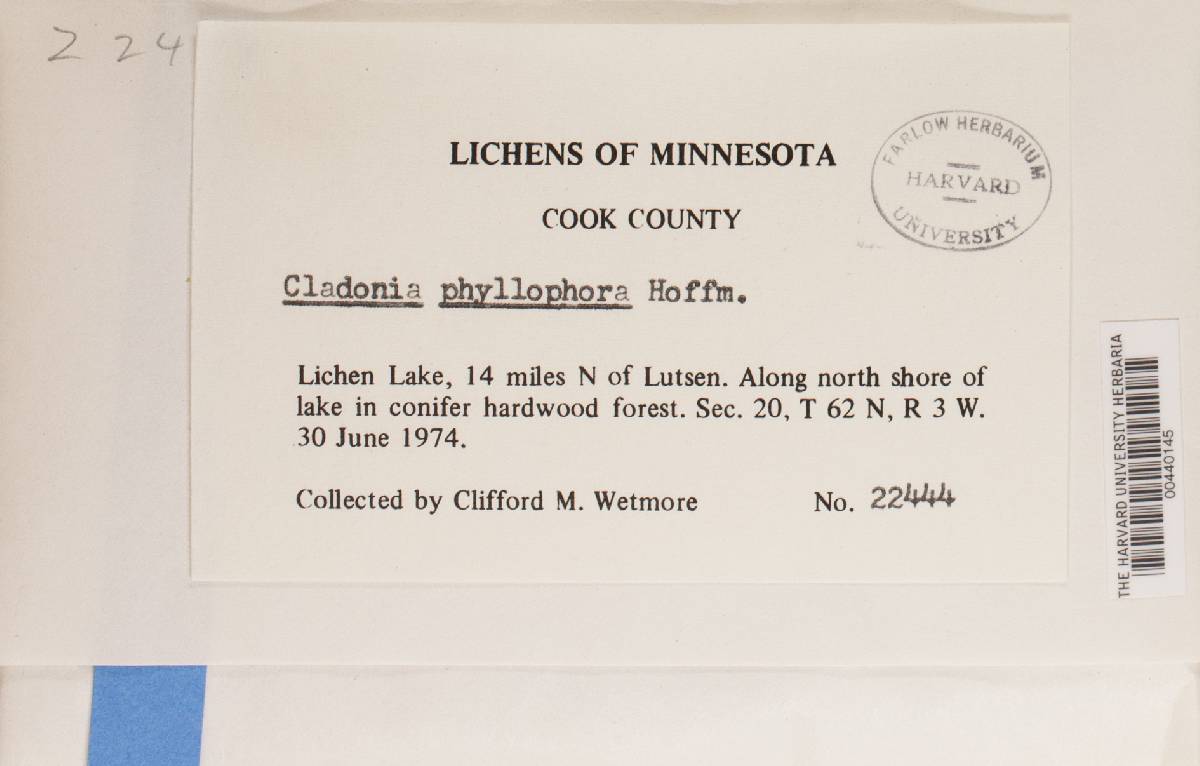 Z 24
LICHENS OF MINNESOTA
FARLOW HERBARIUM
HARVARD
UNIVERSITY
COOK COUNTY
Cladonia phyllophora Hoffm.
Lichen Lake, 14 miles N of Lutsen. Along north shore of
lake in conifer hardwood forest. Sec. 20, T 62 N, R 3 W.
30 June 1974.
Collected by Clifford M. Wetmore No. 22444
THE HARVARD UNIVERSITY HERBARIA
00440145